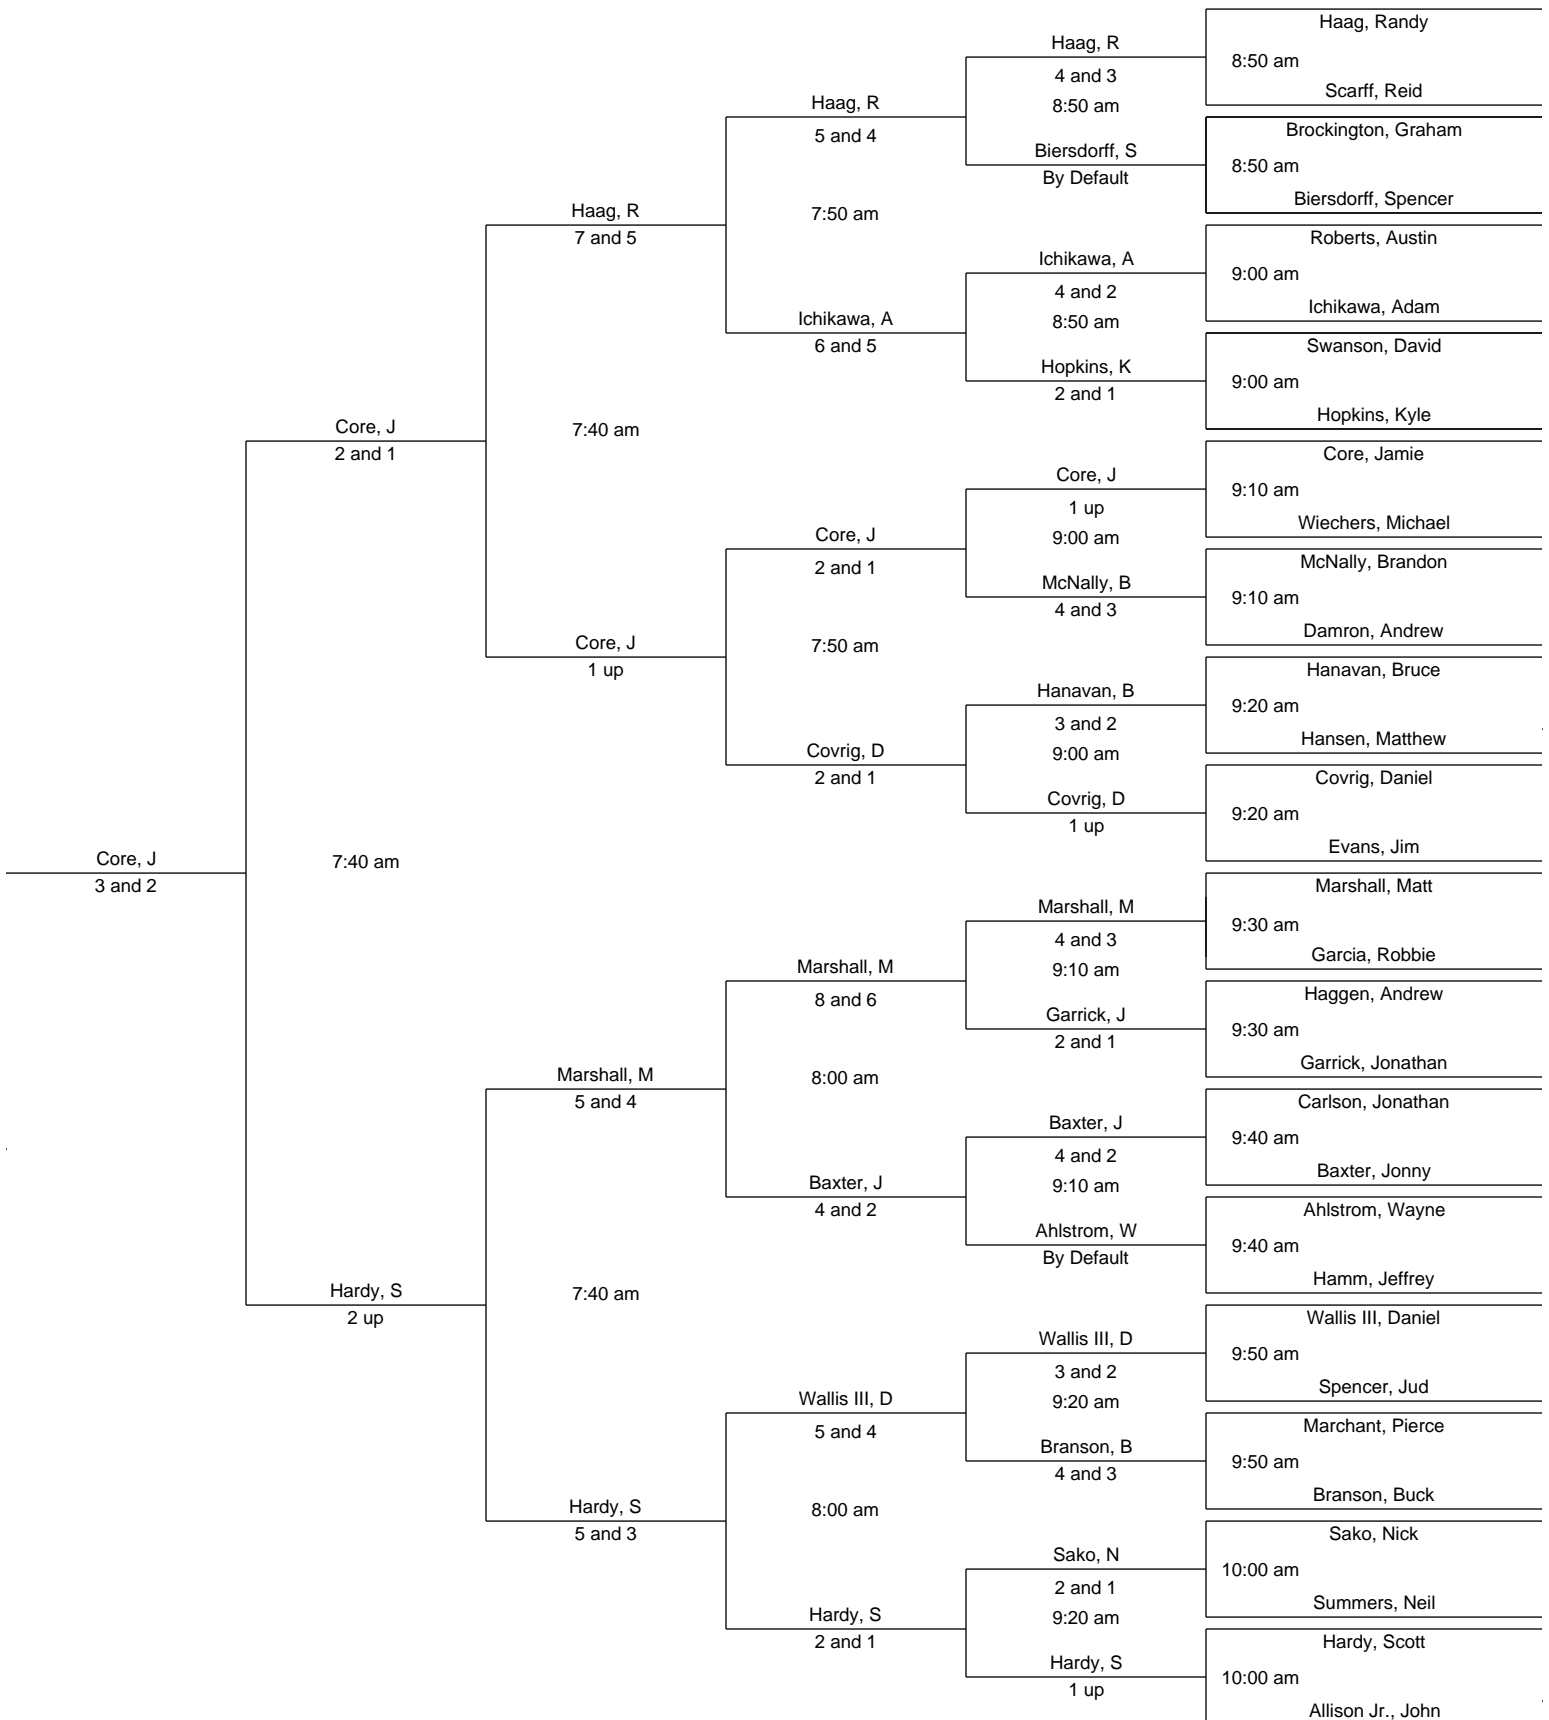 Haag, Randy
Haag, R
8:50 am
4 and 3
Scarff, Reid
Haag, R
8:50 am
Brockington, Graham
5 and 4
Biersdorff, S
8:50 am
By Default
Biersdorff, Spencer
Haag, R
7:50 am
7 and 5
Roberts, Austin
Ichikawa, A
9:00 am
4 and 2
Ichikawa, Adam
Ichikawa, A
8:50 am
6 and 5
Swanson, David
Hopkins, K
9:00 am
2 and 1
Hopkins, Kyle
Core, J
7:40 am
2 and 1
Core, Jamie
Core, J
9:10 am
1 up
Wiechers, Michael
Core, J
9:00 am
2 and 1
McNally, Brandon
McNally, B
9:10 am
4 and 3
Damron, Andrew
Core, J
7:50 am
1 up
Hanavan, Bruce
Hanavan, B
9:20 am
3 and 2
Hansen, Matthew
Covrig, D
9:00 am
2 and 1
Covrig, Daniel
Covrig, D
9:20 am
1 up
Evans, Jim
Core, J
7:40 am
3 and 2
Marshall, Matt
Marshall, M
9:30 am
4 and 3
Garcia, Robbie
Marshall, M
9:10 am
8 and 6
Haggen, Andrew
Garrick, J
9:30 am
2 and 1
Garrick, Jonathan
Marshall, M
8:00 am
5 and 4
Carlson, Jonathan
Baxter, J
9:40 am
4 and 2
Baxter, Jonny
Baxter, J
9:10 am
4 and 2
Ahlstrom, Wayne
Ahlstrom, W
9:40 am
By Default
Hamm, Jeffrey
Hardy, S
7:40 am
2 up
Wallis III, Daniel
Wallis III, D
9:50 am
3 and 2
Spencer, Jud
Wallis III, D
9:20 am
5 and 4
Marchant, Pierce
Branson, B
9:50 am
4 and 3
Branson, Buck
Hardy, S
8:00 am
5 and 3
Sako, Nick
Sako, N
10:00 am
2 and 1
Summers, Neil
Hardy, S
9:20 am
2 and 1
Hardy, Scott
Hardy, S
10:00 am
1 up
Allison Jr., John